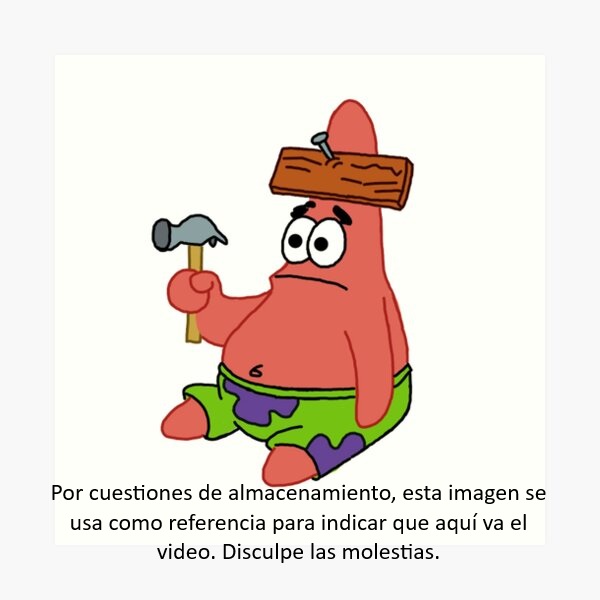 Por cuestiones de almacenamiento, esta imagen se
usa como referencia para indicar que aquí va el
video. Disculpe las molestias.